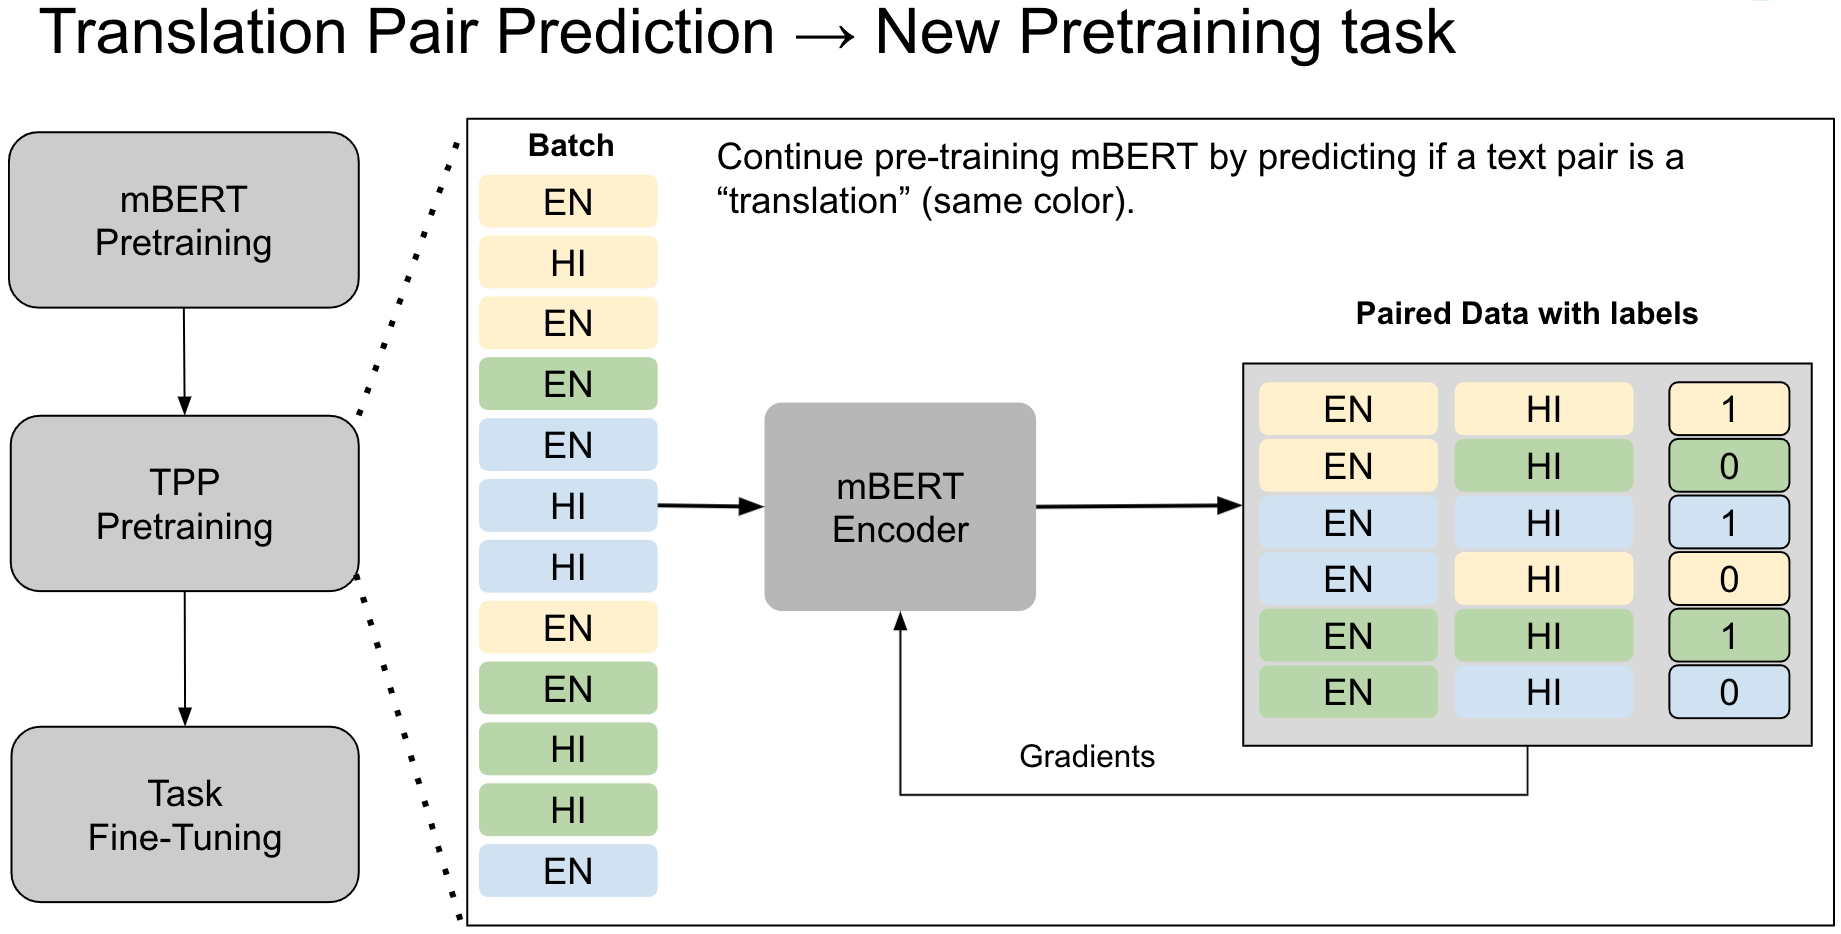 Translation Pair Prediction → New Pretraining task
mBERT
Pretraining
TPP
Pretraining
Task
Fine-Tuning
Batch
EN
HI
EN
EN
EN
HI
HI
EN
EN
HI
HI
EN
Continue pre-training mBERT by predicting if a text pair is a
“translation” (same color).
mBERT
Encoder
Gradients
Paired Data with labels
EN HI 1
EN HI 0
EN HI 1
EN HI 0
EN HI 1
EN HI 0